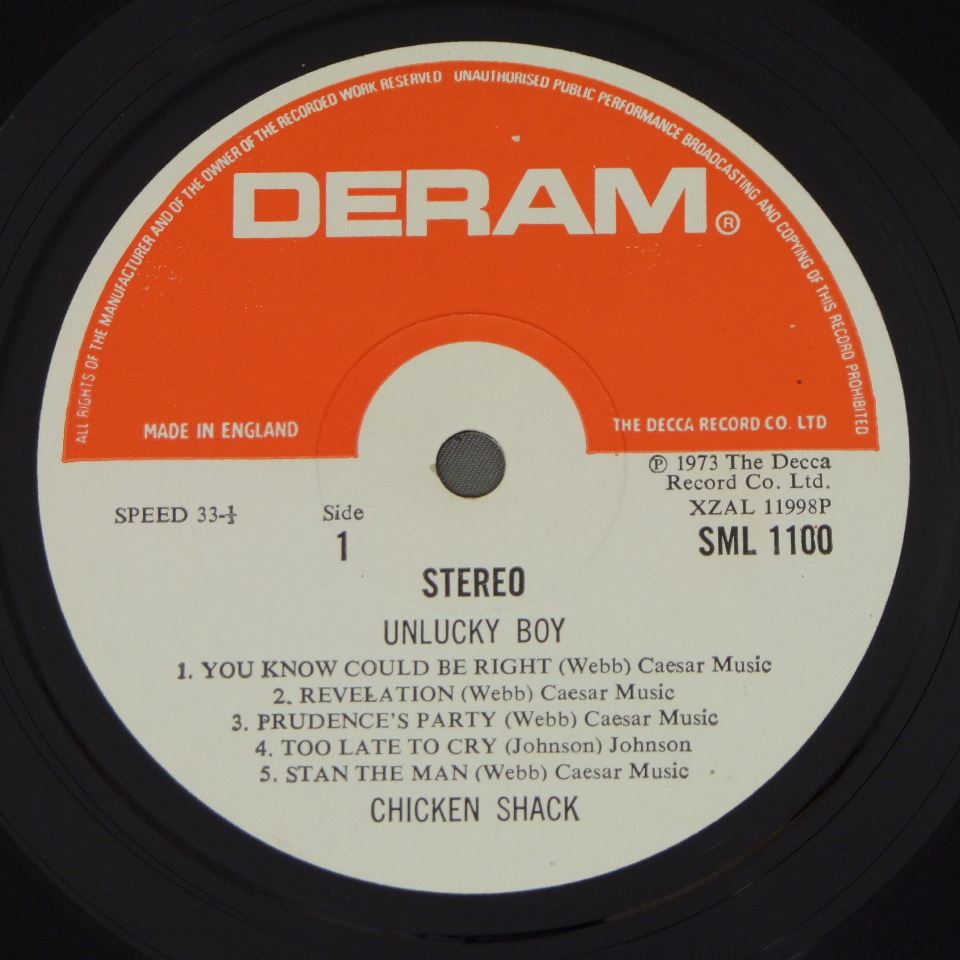 ALL RIGHTS OF THE MANUFACTURER AND OF THE OWNER OF THE RECORDED WORK RESERVED UNAUTHORISED PUBLIC PERFORMANCE BROADCASTING AND COPYING OF THIS RECORD PROHIBITED
DERAM®
MADE IN ENGLAND
THE DECCA RECORD CO. LTD
℗ 1973 The Decca
Record Co. Ltd.
XZAL 11998P
SML 1100
SPEED 33-⅓
Side
1
STEREO
UNLUCKY BOY
1. YOU KNOW COULD BE RIGHT (Webb) Caesar Music
2. REVELATION (Webb) Caesar Music
3. PRUDENCE'S PARTY (Webb) Caesar Music
4. TOO LATE TO CRY (Johnson) Johnson
5. STAN THE MAN (Webb) Caesar Music
CHICKEN SHACK